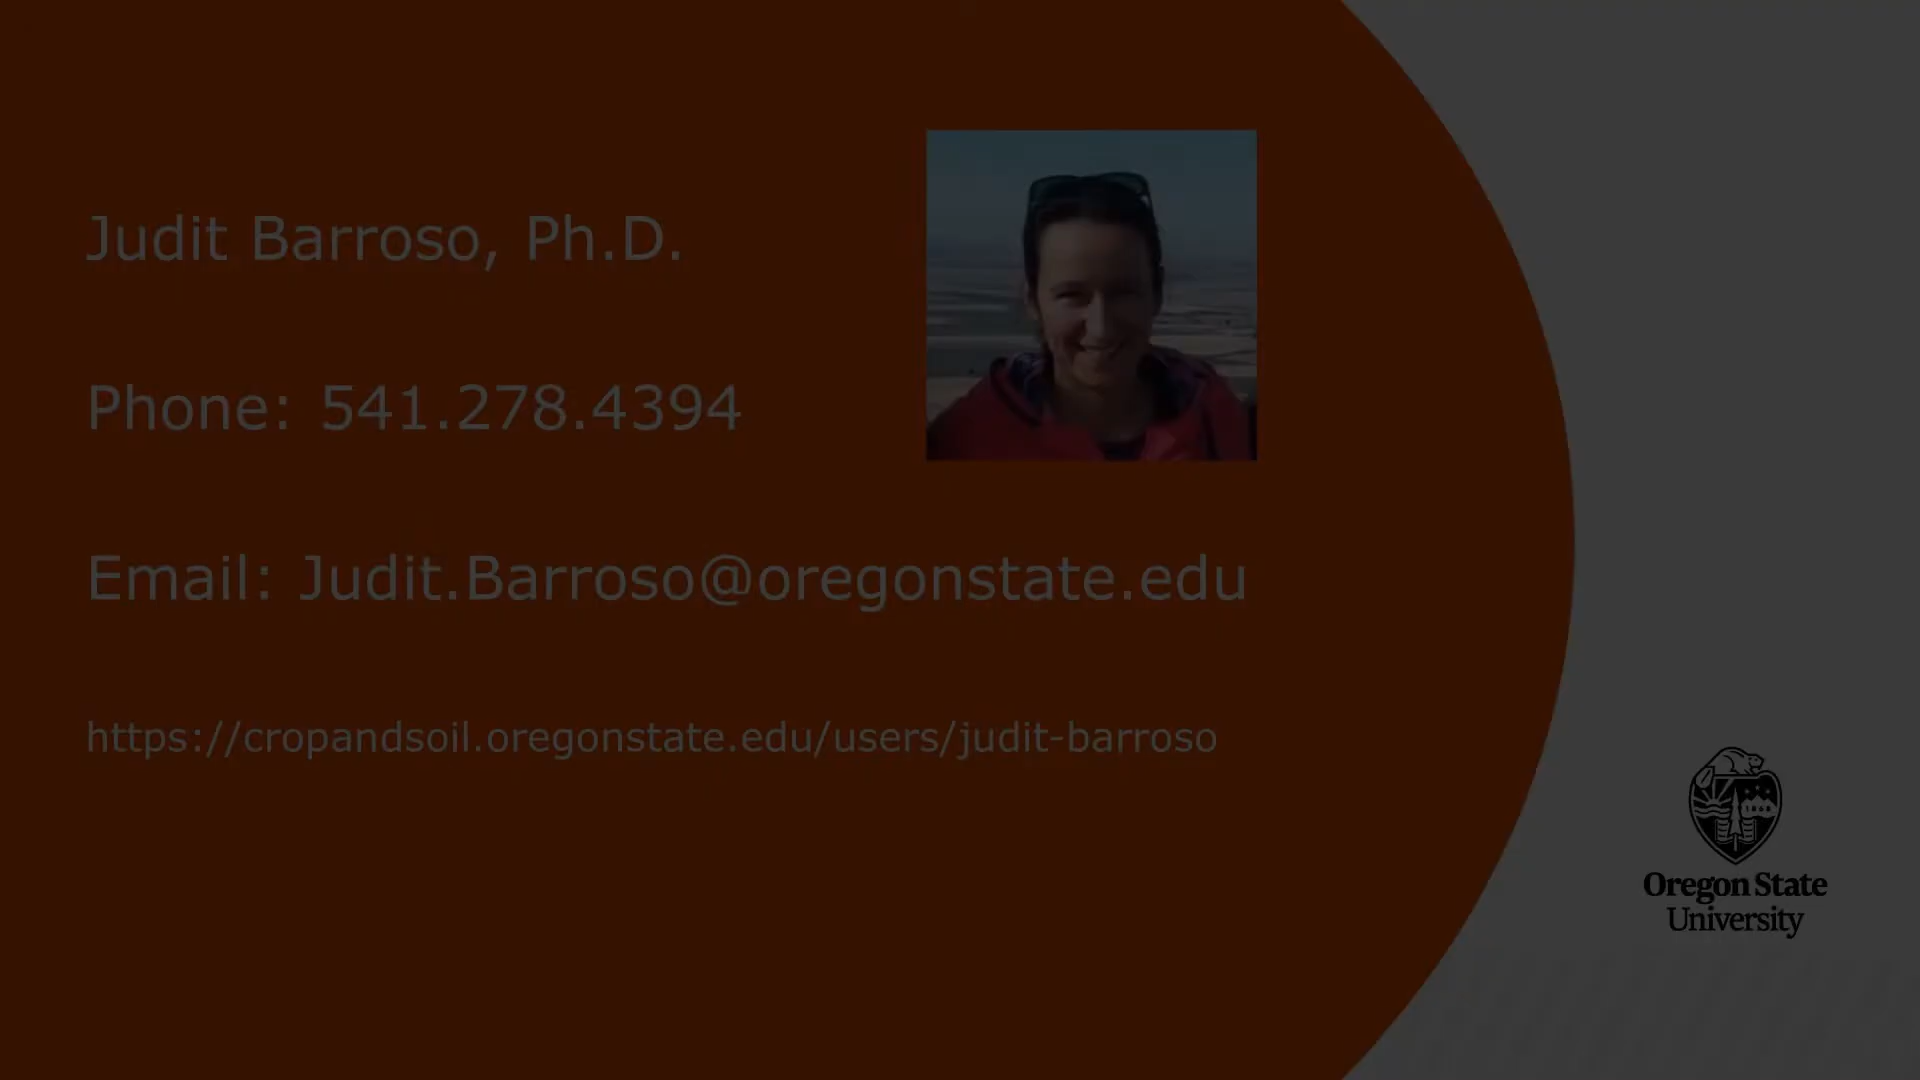 Judit Barroso, Ph.D.
Phone: 541.278.4394
Email: Judit.Barroso@oregonstate.edu
https://cropandsoil.oregonstate.edu/users/judit-barroso
1868
Oregon State
University